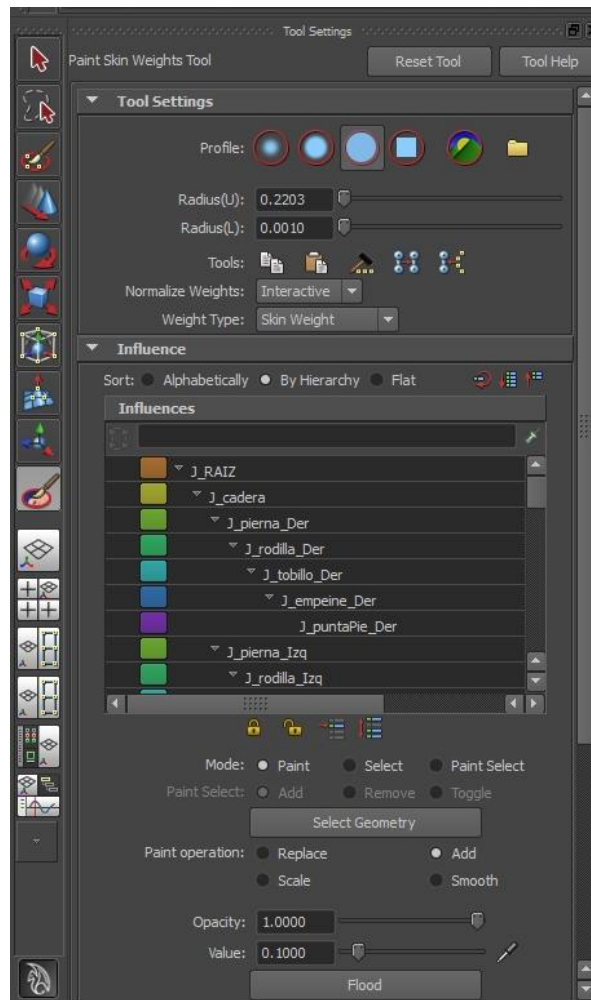 Tool Settings
Paint Skin Weights Tool Reset Tool Tool Help
Tool Settings
Profile:
Radius(U): 0.2203
Radius(L): 0.0010
Tools:
Normalize Weights: Interactive
Weight Type: Skin Weight
Influence
Sort: Alphabetically By Hierarchy Flat
Influences
J_RAIZ
J_cadera
J_pierna_Der
J_rodilla_Der
J_tobillo_Der
J_empeine_Der
J_puntaPie_Der
J_pierna_Izq
J_rodilla_Izq
Mode: Paint Select Paint Select
Paint Select: Add Remove Toggle
Select Geometry
Paint operation: Replace Add
Scale Smooth
Opacity: 1.0000
Value: 0.1000
Flood